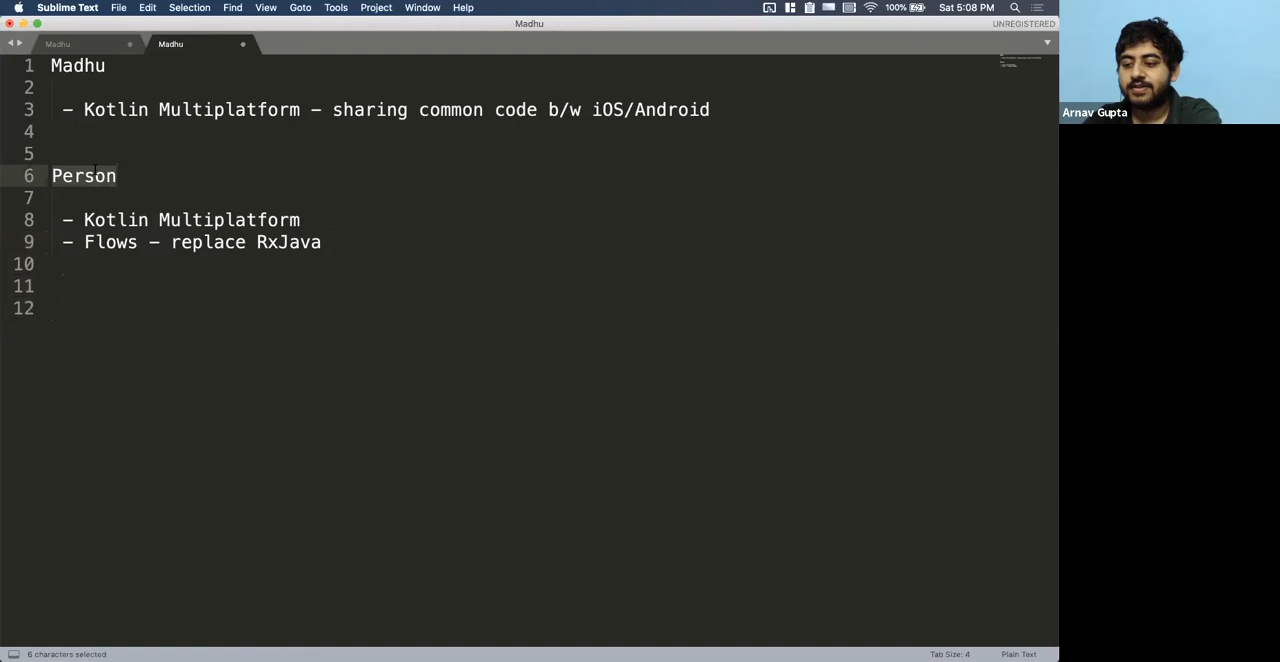 Sublime Text File Edit Selection Find View Goto Tools Project Window Help 100% Sat 5:08 PM
Madhu UNREGISTERED
Madhu Madhu
1 Madhu
2
3 - Kotlin Multiplatform - sharing common code b/w iOS/Android
4
5
6 Person
7
8 - Kotlin Multiplatform
9 - Flows - replace RxJava
10
11
12
6 characters selected Tab Size: 4 Plain Text
Arnav Gupta